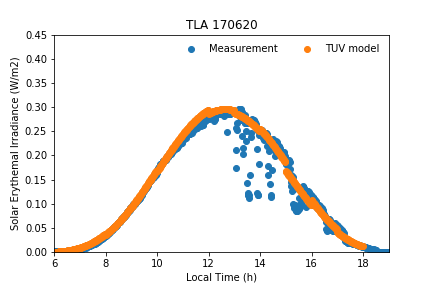 TLA 170620
Measurement TUV model
Solar Erythemal Irradiance (W/m2)
0.45
0.40
0.35
0.30
0.25
0.20
0.15
0.10
0.05
0.00
6 8 10 12 14 16 18
Local Time (h)